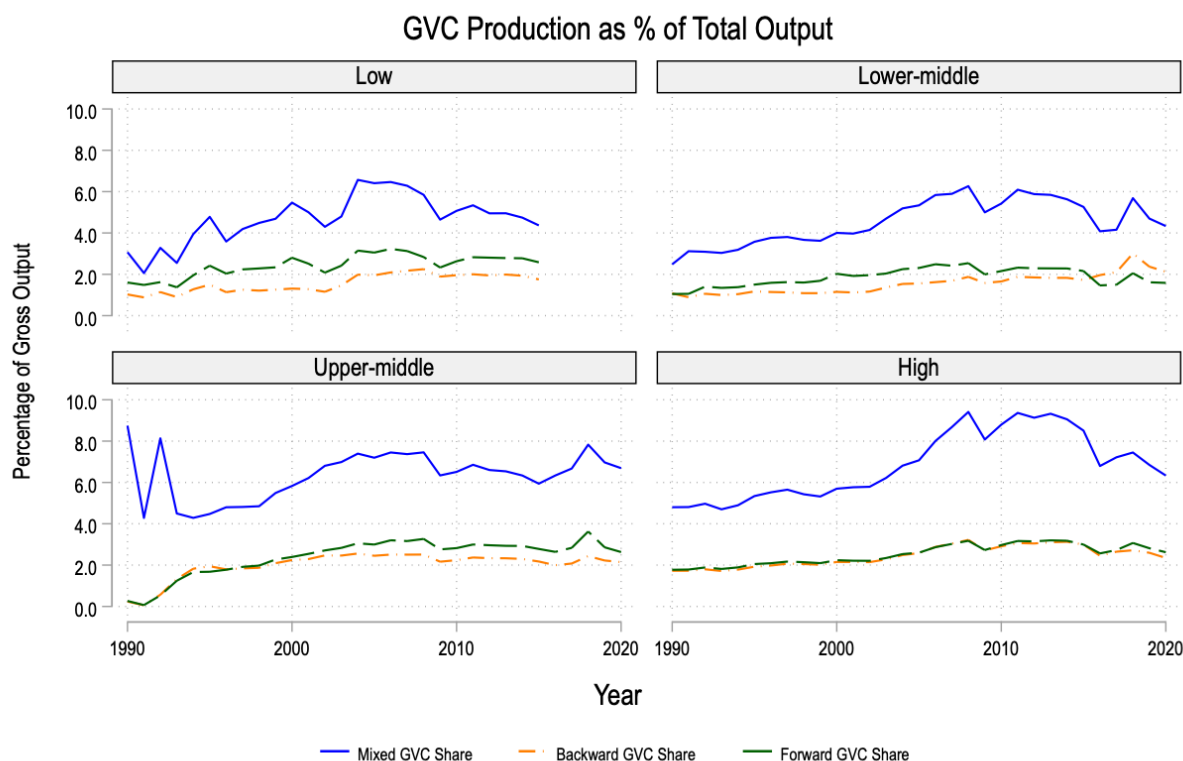 GVC Production as % of Total Output
Low
Lower-middle
10.0
8.0
6.0
4.0
2.0
0.0
Upper-middle
High
10.0
8.0
6.0
4.0
2.0
0.0
Percentage of Gross Output
1990 2000 2010 2020
1990 2000 2010 2020
Year
Mixed GVC Share Backward GVC Share Forward GVC Share